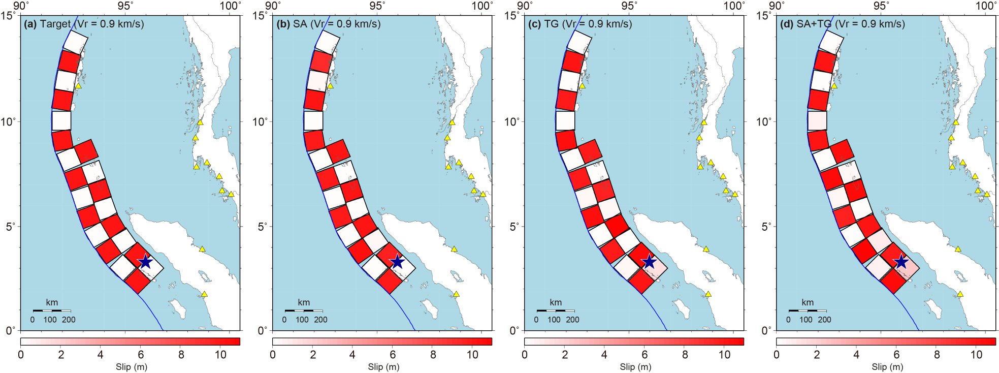 90° 95° 100° 90° 95° 100° 90° 95° 100° 90° 95° 100°
15° 15° 15° 15°
(a) Target (Vr = 0.9 km/s) (b) SA (Vr = 0.9 km/s) (c) TG (Vr = 0.9 km/s) (d) SA+TG (Vr = 0.9 km/s)
10° 10° 10° 10°
5° 5° 5° 5°
km km km km
0 100 200 0 100 200 0 100 200 0 100 200
0° 0° 0° 0°
0 2 4 6 8 10 0 2 4 6 8 10 0 2 4 6 8 10 0 2 4 6 8 10
Slip (m) Slip (m) Slip (m) Slip (m)